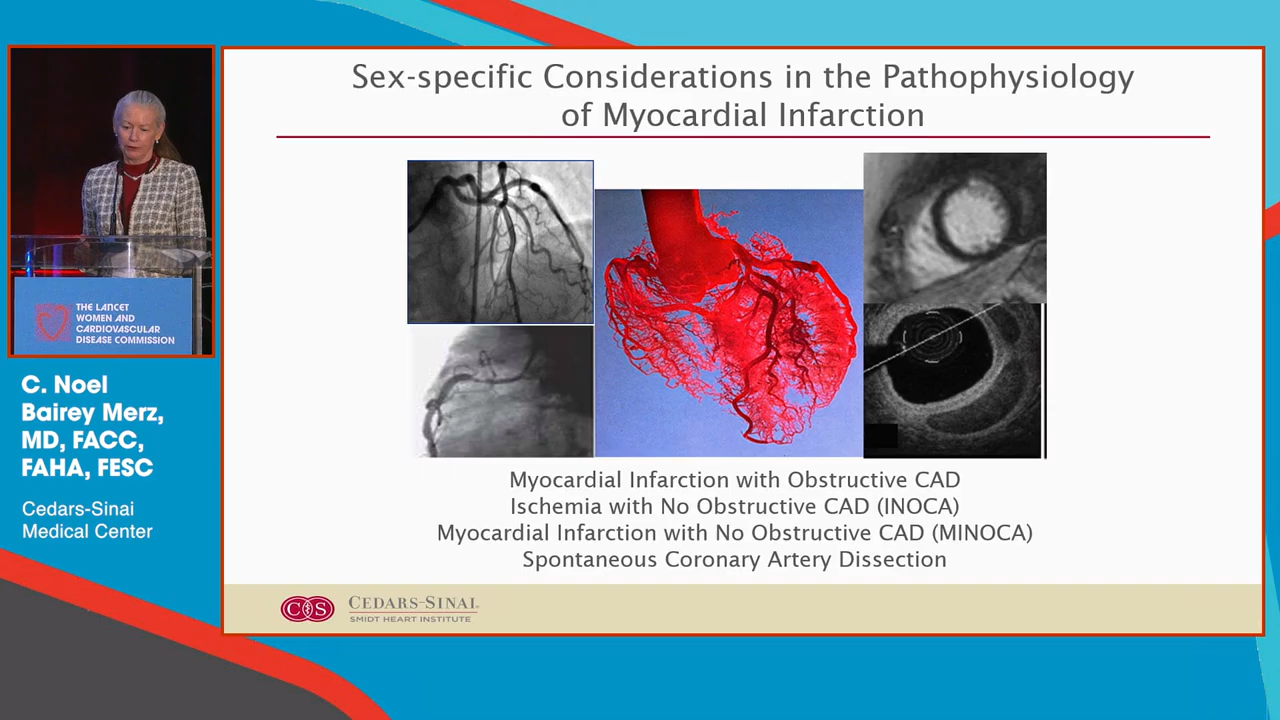 Sex-specific Considerations in the Pathophysiology
of Myocardial Infarction
THE LANCET
WOMEN AND
CARDIOVASCULAR
DISEASE COMMISSION
C. Noel
Bairey Merz,
MD, FACC,
FAHA, FESC
Cedars-Sinai
Medical Center
Myocardial Infarction with Obstructive CAD
Ischemia with No Obstructive CAD (INOCA)
Myocardial Infarction with No Obstructive CAD (MINOCA)
Spontaneous Coronary Artery Dissection
CS
CEDARS-SINAI®
SMIDT HEART INSTITUTE